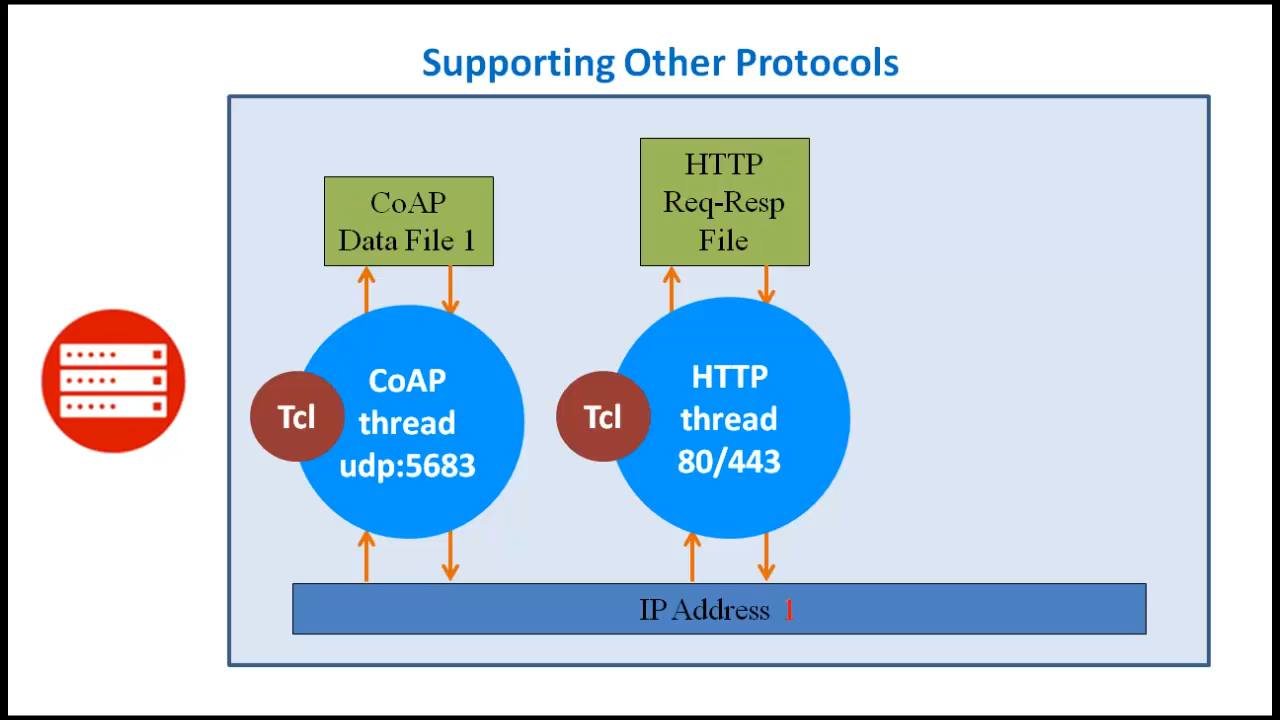 Supporting Other Protocols
CoAP
Data File 1
HTTP
Req-Resp
File
Tcl
CoAP
thread
udp:5683
Tcl
HTTP
thread
80/443
IP Address 1